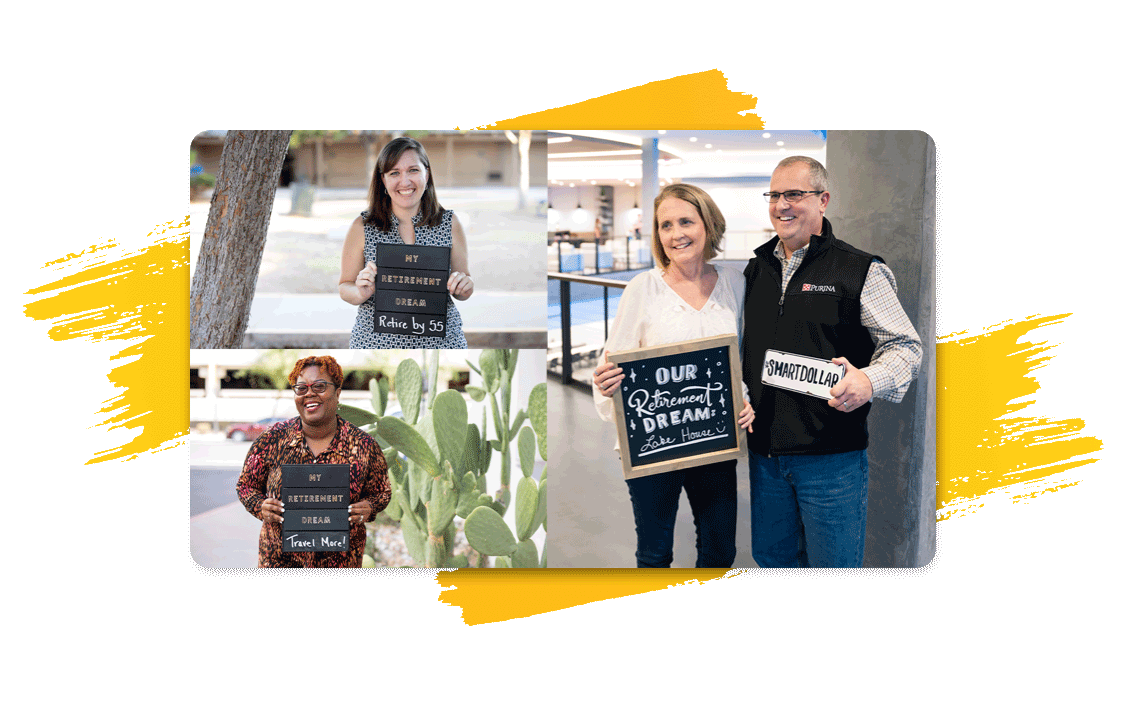 MY
RETIREMENT
DREAM
Retire by 55
MY
RETIREMENT
DREAM
Travel More!
OUR
Retirement
DREAM:
Lake House
PURINA
#SMARTDOLLAR